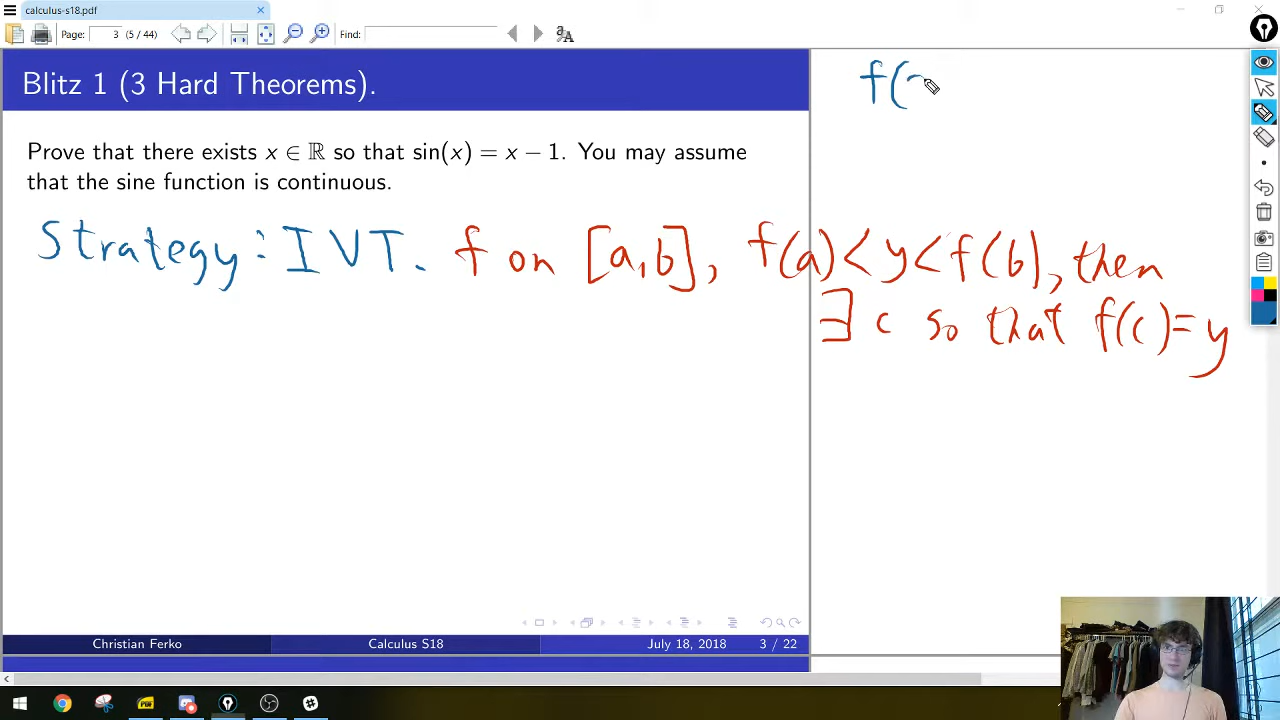 calculus-s18.pdf
Page: 3 (5 / 44) Find:
Blitz 1 (3 Hard Theorems).
f(
Prove that there exists x ∈ ℝ so that sin(x) = x − 1. You may assume
that the sine function is continuous.
Strategy: IVT. f on [a,b], f(a)<y<f(b), then
∃ c so that f(c)=y
Christian Ferko Calculus S18 July 18, 2018 3 / 22